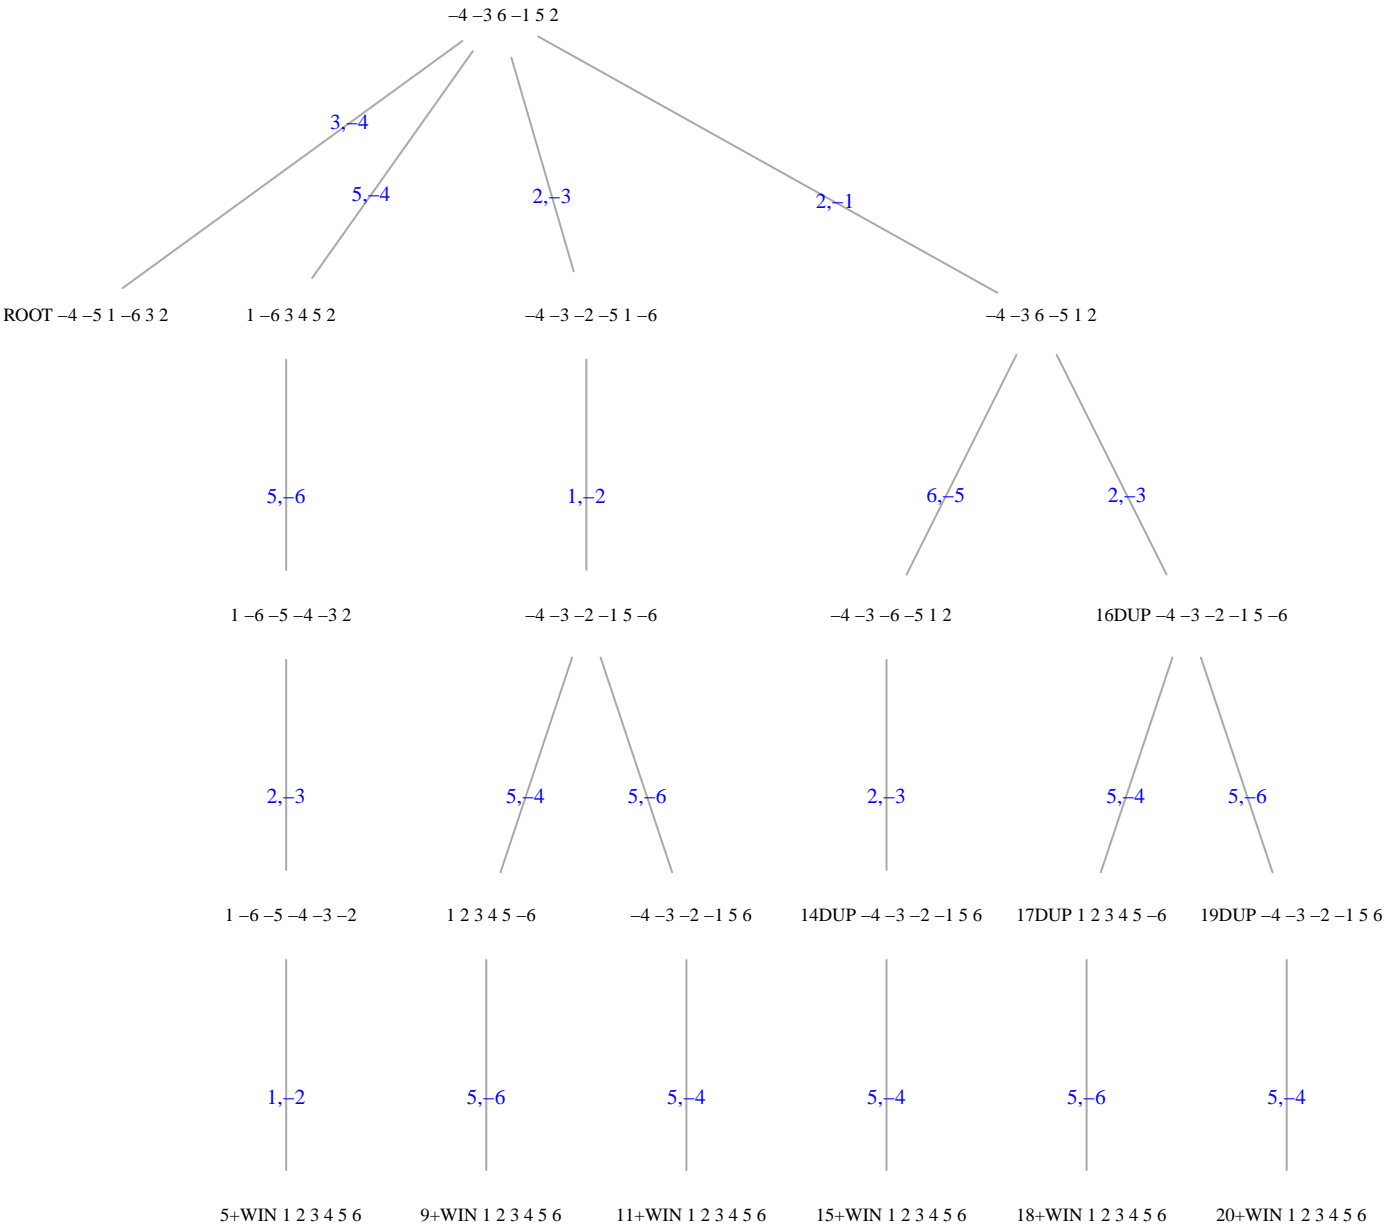 –4 –3 6 –1 5 2
3,–4
5,–4
2,–3
2,–1
ROOT –4 –5 1 –6 3 2
1 –6 3 4 5 2
–4 –3 –2 –5 1 –6
–4 –3 6 –5 1 2
5,–6
1,–2
6,–5
2,–3
1 –6 –5 –4 –3 2
–4 –3 –2 –1 5 –6
–4 –3 –6 –5 1 2
16DUP –4 –3 –2 –1 5 –6
2,–3
5,–4
5,–6
2,–3
5,–4
5,–6
1 –6 –5 –4 –3 –2
1 2 3 4 5 –6
–4 –3 –2 –1 5 6
14DUP –4 –3 –2 –1 5 6
17DUP 1 2 3 4 5 –6
19DUP –4 –3 –2 –1 5 6
1,–2
5,–6
5,–4
5,–4
5,–6
5,–4
5+WIN 1 2 3 4 5 6
9+WIN 1 2 3 4 5 6
11+WIN 1 2 3 4 5 6
15+WIN 1 2 3 4 5 6
18+WIN 1 2 3 4 5 6
20+WIN 1 2 3 4 5 6